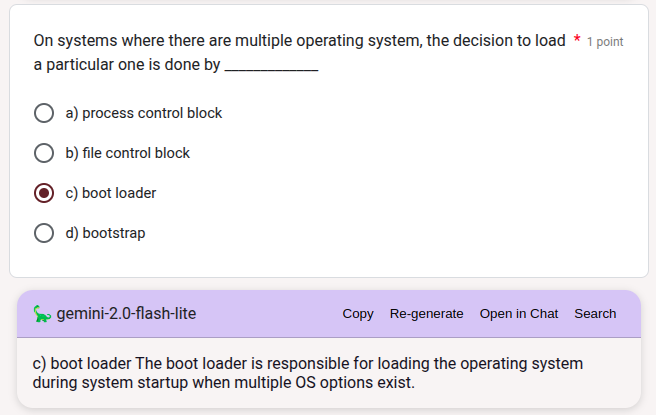 On systems where there are multiple operating system, the decision to load * 1 point
a particular one is done by _____________
a) process control block
b) file control block
c) boot loader
d) bootstrap
gemini-2.0-flash-lite Copy Re-generate Open in Chat Search
c) boot loader The boot loader is responsible for loading the operating system
during system startup when multiple OS options exist.